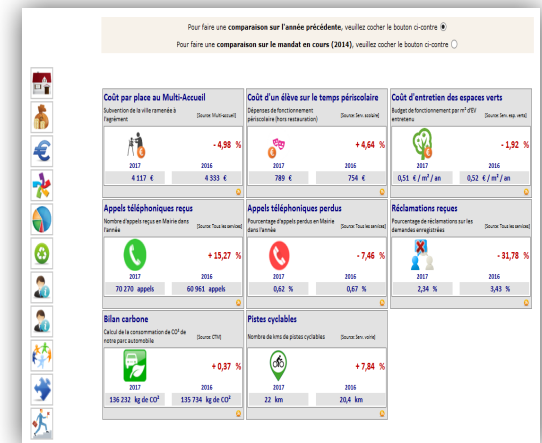 Pour faire une comparaison sur l'année précédente, veuillez cocher le bouton ci-contre
Pour faire une comparaison sur le mandat en cours (2014), veuillez cocher le bouton ci-contre
Coût par place au Multi-Accueil
Subvention de la ville ramenée à
l'agrément
[Source: Multi-accueil]
- 4,98 %
2017 2016
4 117 € 4 333 €
Coût d'un élève sur le temps périscolaire
Dépenses de fonctionnement
périscolaire (hors restauration)
[Source: Serv. scolaire]
+ 4,64 %
2017 2016
789 € 754 €
Coût d'entretien des espaces verts
Budget de fonctionnement par m² d'EV
entretenu
[Source: Serv. esp. verts]
- 1,92 %
2017 2016
0,51 € / m² / an 0,52 € / m² / an
Appels téléphoniques reçus
Nombre d'appels reçus en Mairie dans
l'année
[Source: Tous les services]
+ 15,27 %
2017 2016
70 270 appels 60 961 appels
Appels téléphoniques perdus
Pourcentage d'appels perdus en Mairie
dans l'année
[Source: Tous les services]
- 7,46 %
2017 2016
0,62 % 0,67 %
Réclamations reçues
Pourcentage de réclamations sur les
demandes enregistrées
[Source: Tous les services]
- 31,78 %
2017 2016
2,34 % 3,43 %
Bilan carbone
Calcul de la consommation de CO² de
notre parc automobile
[Source: CTM]
+ 0,37 %
2017 2016
136 232 kg de CO² 135 734 kg de CO²
Pistes cyclables
Nombre de kms de pistes cyclables
[Source: Serv. voirie]
+ 7,84 %
2017 2016
22 km 20,4 km